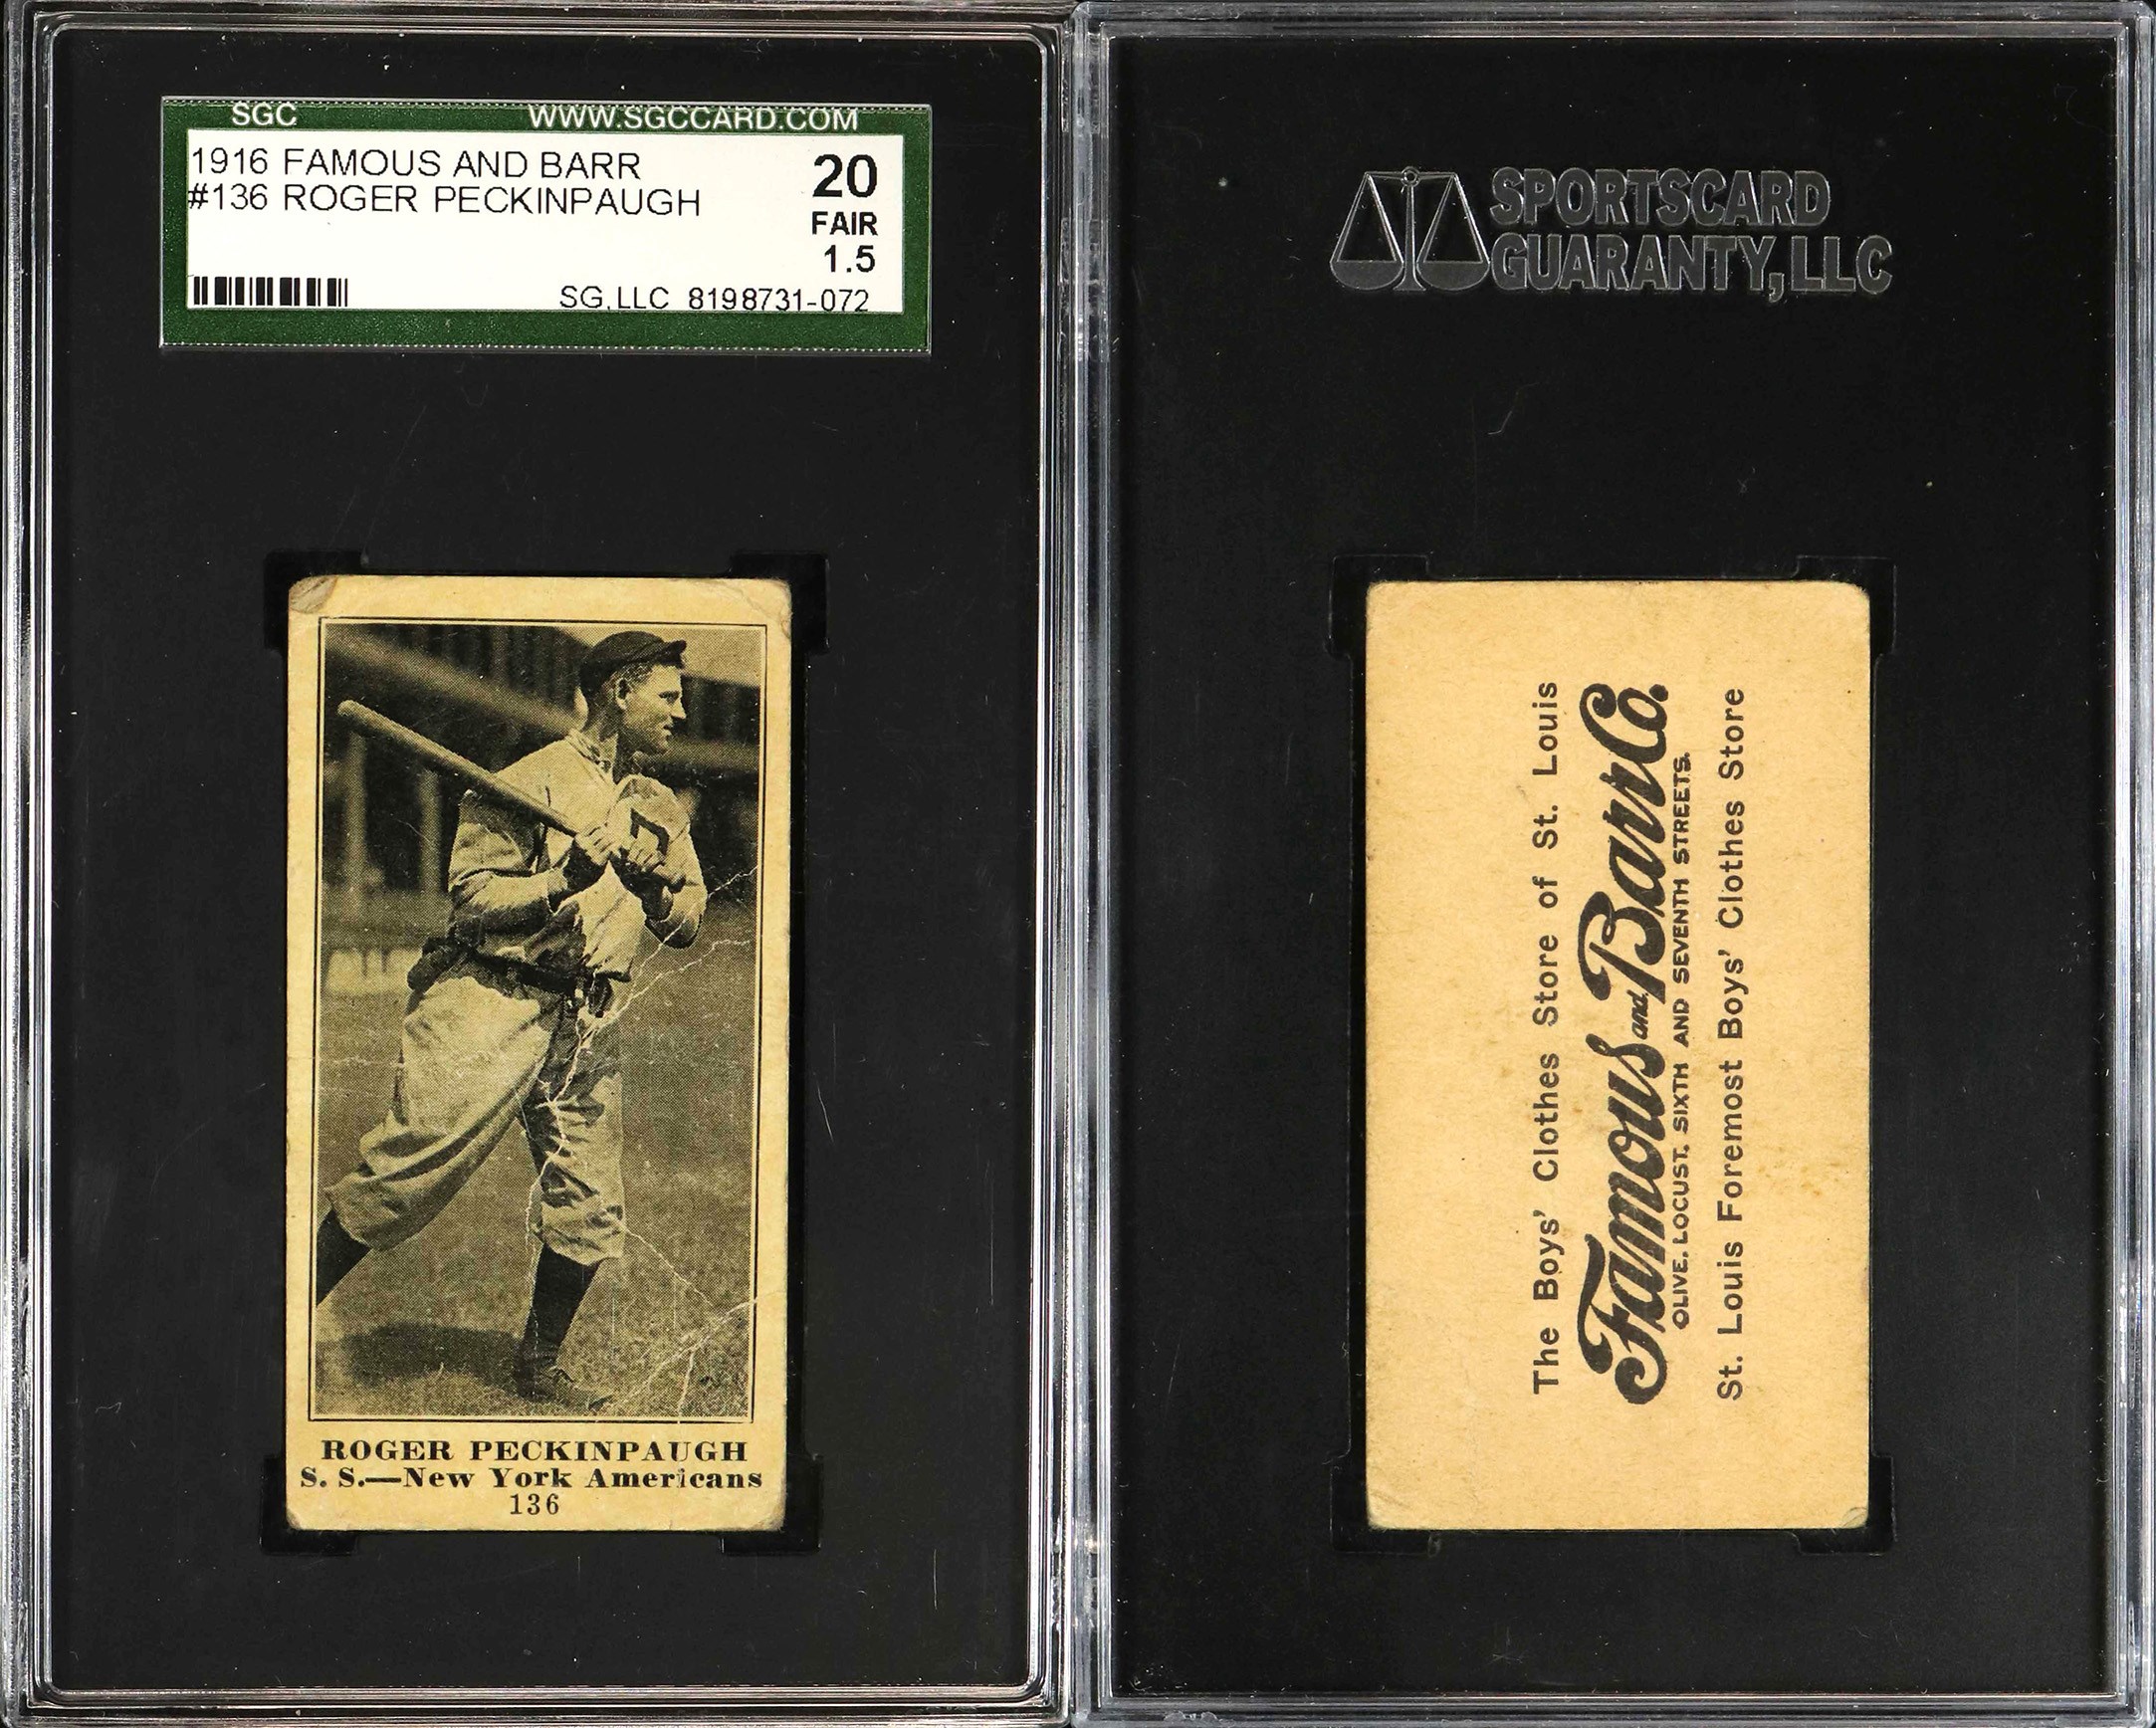 SGC WWW.SGCCARD.COM
1916 FAMOUS AND BARR
#136 ROGER PECKINPAUGH
20
FAIR
1.5
SG,LLC 8198731-072
ROGER PECKINPAUGH
S. S.—New York Americans
136
SPORTSCARD
GUARANTY, LLC
The Boys' Clothes Store of St. Louis
Famous and Barr Co.
OLIVE, LOCUST, SIXTH AND SEVENTH STREETS.
St. Louis Foremost Boys' Clothes Store